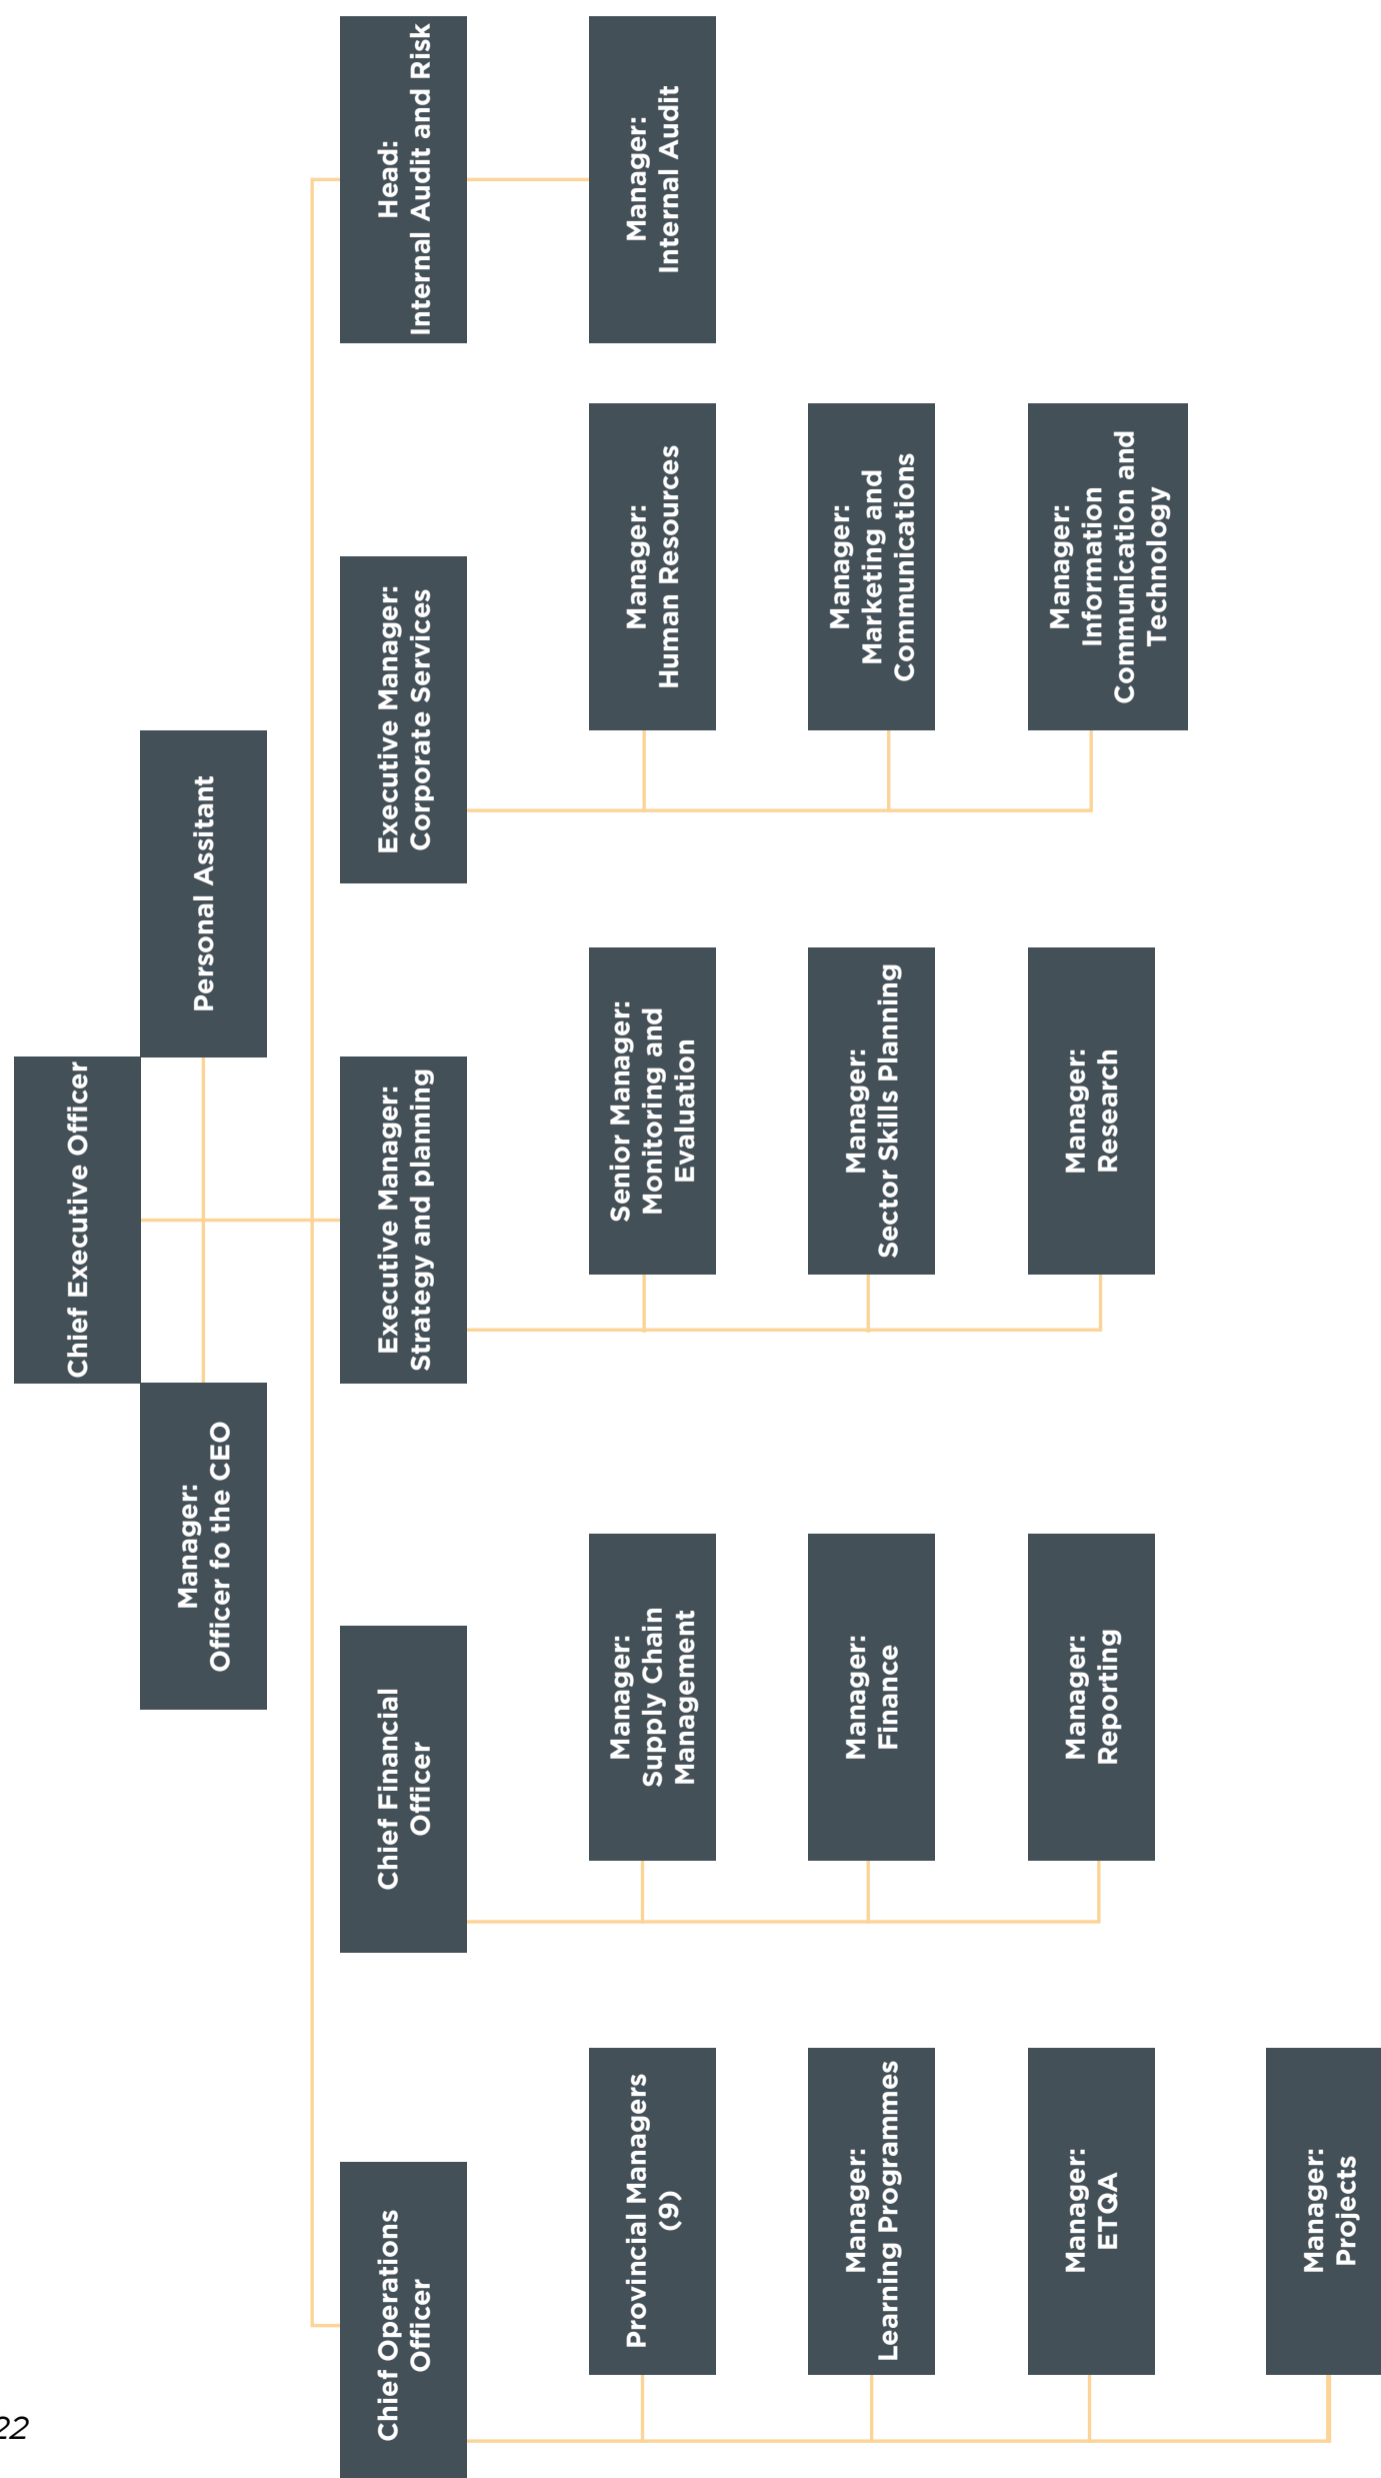 Chief Executive Officer
Manager:
Officer fo the CEO
Personal Assitant
Chief Operations
Officer
Chief Financial
Officer
Executive Manager:
Strategy and planning
Executive Manager:
Corporate Services
Head:
Internal Audit and Risk
Provincial Managers
(9)
Manager:
Learning Programmes
Manager:
ETQA
Manager:
Projects
Manager:
Supply Chain
Management
Manager:
Finance
Manager:
Reporting
Senior Manager:
Monitoring and
Evaluation
Manager:
Sector Skills Planning
Manager:
Research
Manager:
Human Resources
Manager:
Marketing and
Communications
Manager:
Information
Communication and
Technology
Manager:
Internal Audit
22